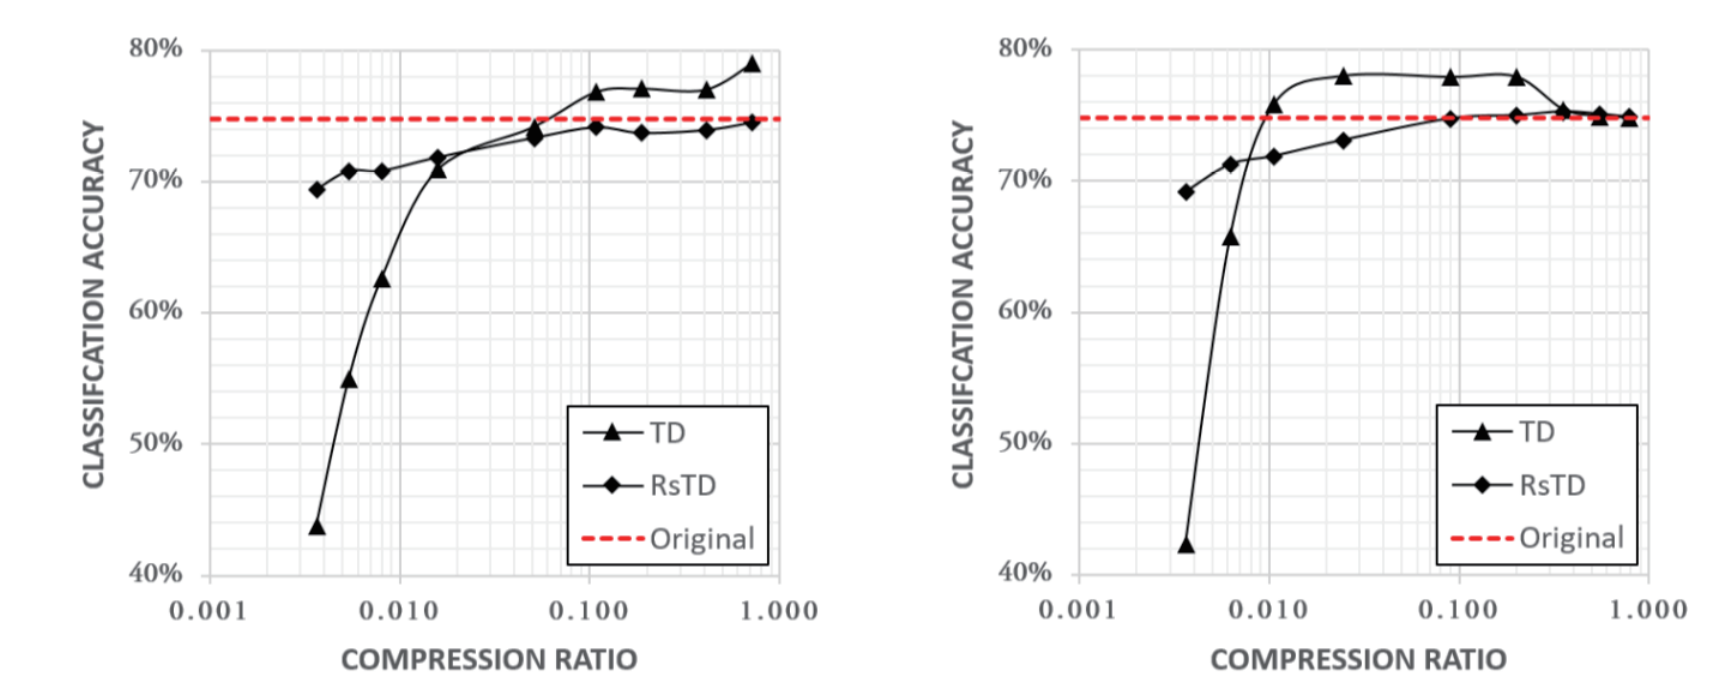 80%
70%
60%
50%
40%
0.001 0.010 0.100 1.000
CLASSIFCATION ACCURACY
COMPRESSION RATIO
TD
RsTD
Original
80%
70%
60%
50%
40%
0.001 0.010 0.100 1.000
CLASSIFCATION ACCURACY
COMPRESSION RATIO
TD
RsTD
Original